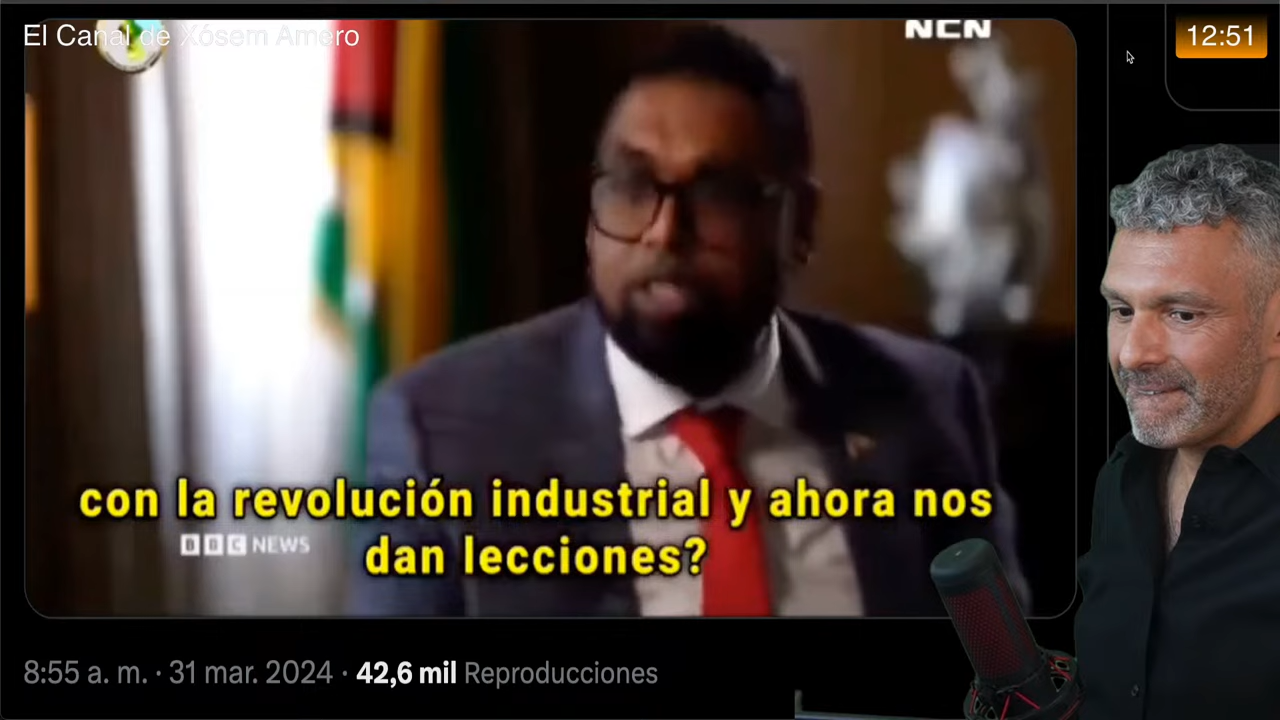 El Canal de Xósem Amero
NCN
12:51
con la revolución industrial y ahora nos
dan lecciones?
BBC NEWS
8:55 a. m. · 31 mar. 2024 · 42,6 mil Reproducciones